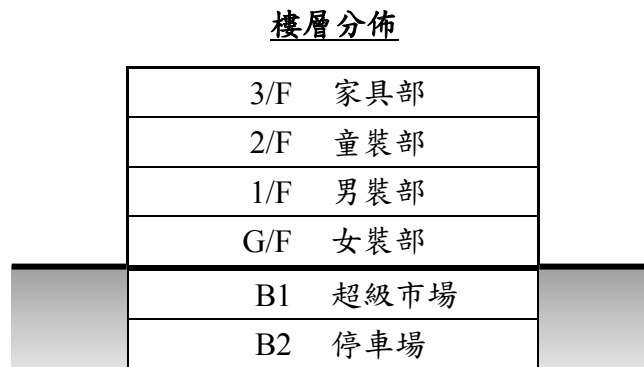 樓層分佈
3/F 家具部
2/F 童裝部
1/F 男裝部
G/F 女裝部
B1 超級市場
B2 停車場